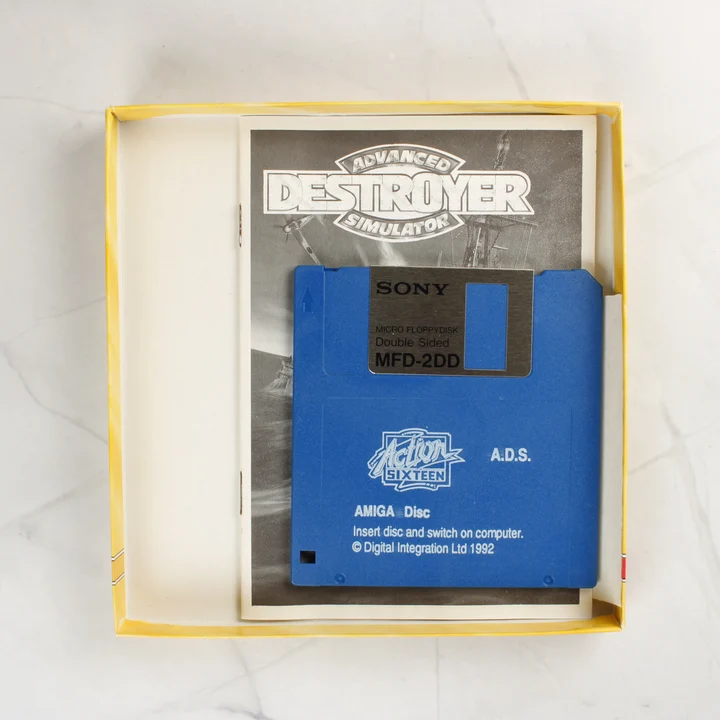 ADVANCED
DESTROYER
SIMULATOR
SONY
MICRO FLOPPYDISK
Double Sided
MFD-2DD
Action
SIXTEEN
A.D.S.
AMIGA Disc
Insert disc and switch on computer.
© Digital Integration Ltd 1992